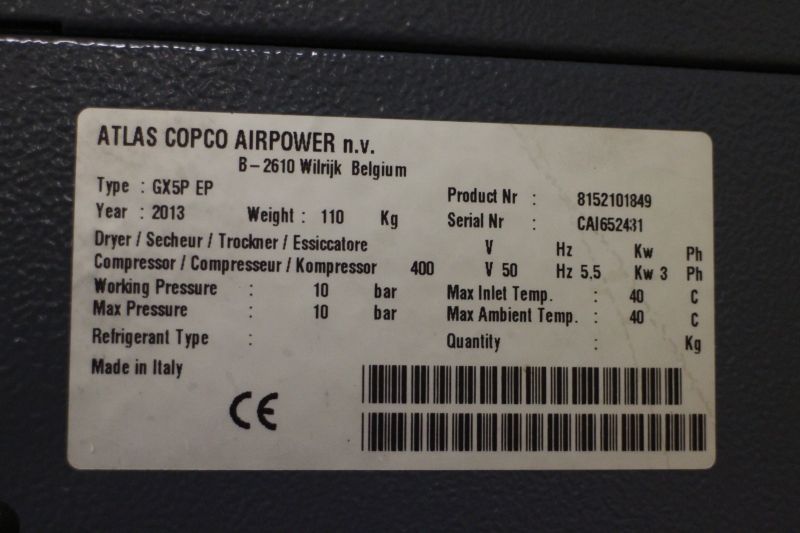 ATLAS COPCO AIRPOWER n.v.
B-2610 Wilrijk Belgium
Type : GX5P EP
Product Nr : 8152101849
Year : 2013 Weight : 110 Kg
Serial Nr : CAI652431
Dryer / Secheur / Trockner / Essiccatore V Hz Kw Ph
Compressor / Compresseur / Kompressor 400 V 50 Hz 5,5 Kw 3 Ph
Working Pressure : 10 bar Max Inlet Temp. : 40 C
Max Pressure : 10 bar Max Ambient Temp. : 40 C
Refrigerant Type : Quantity : Kg
Made in Italy
CE